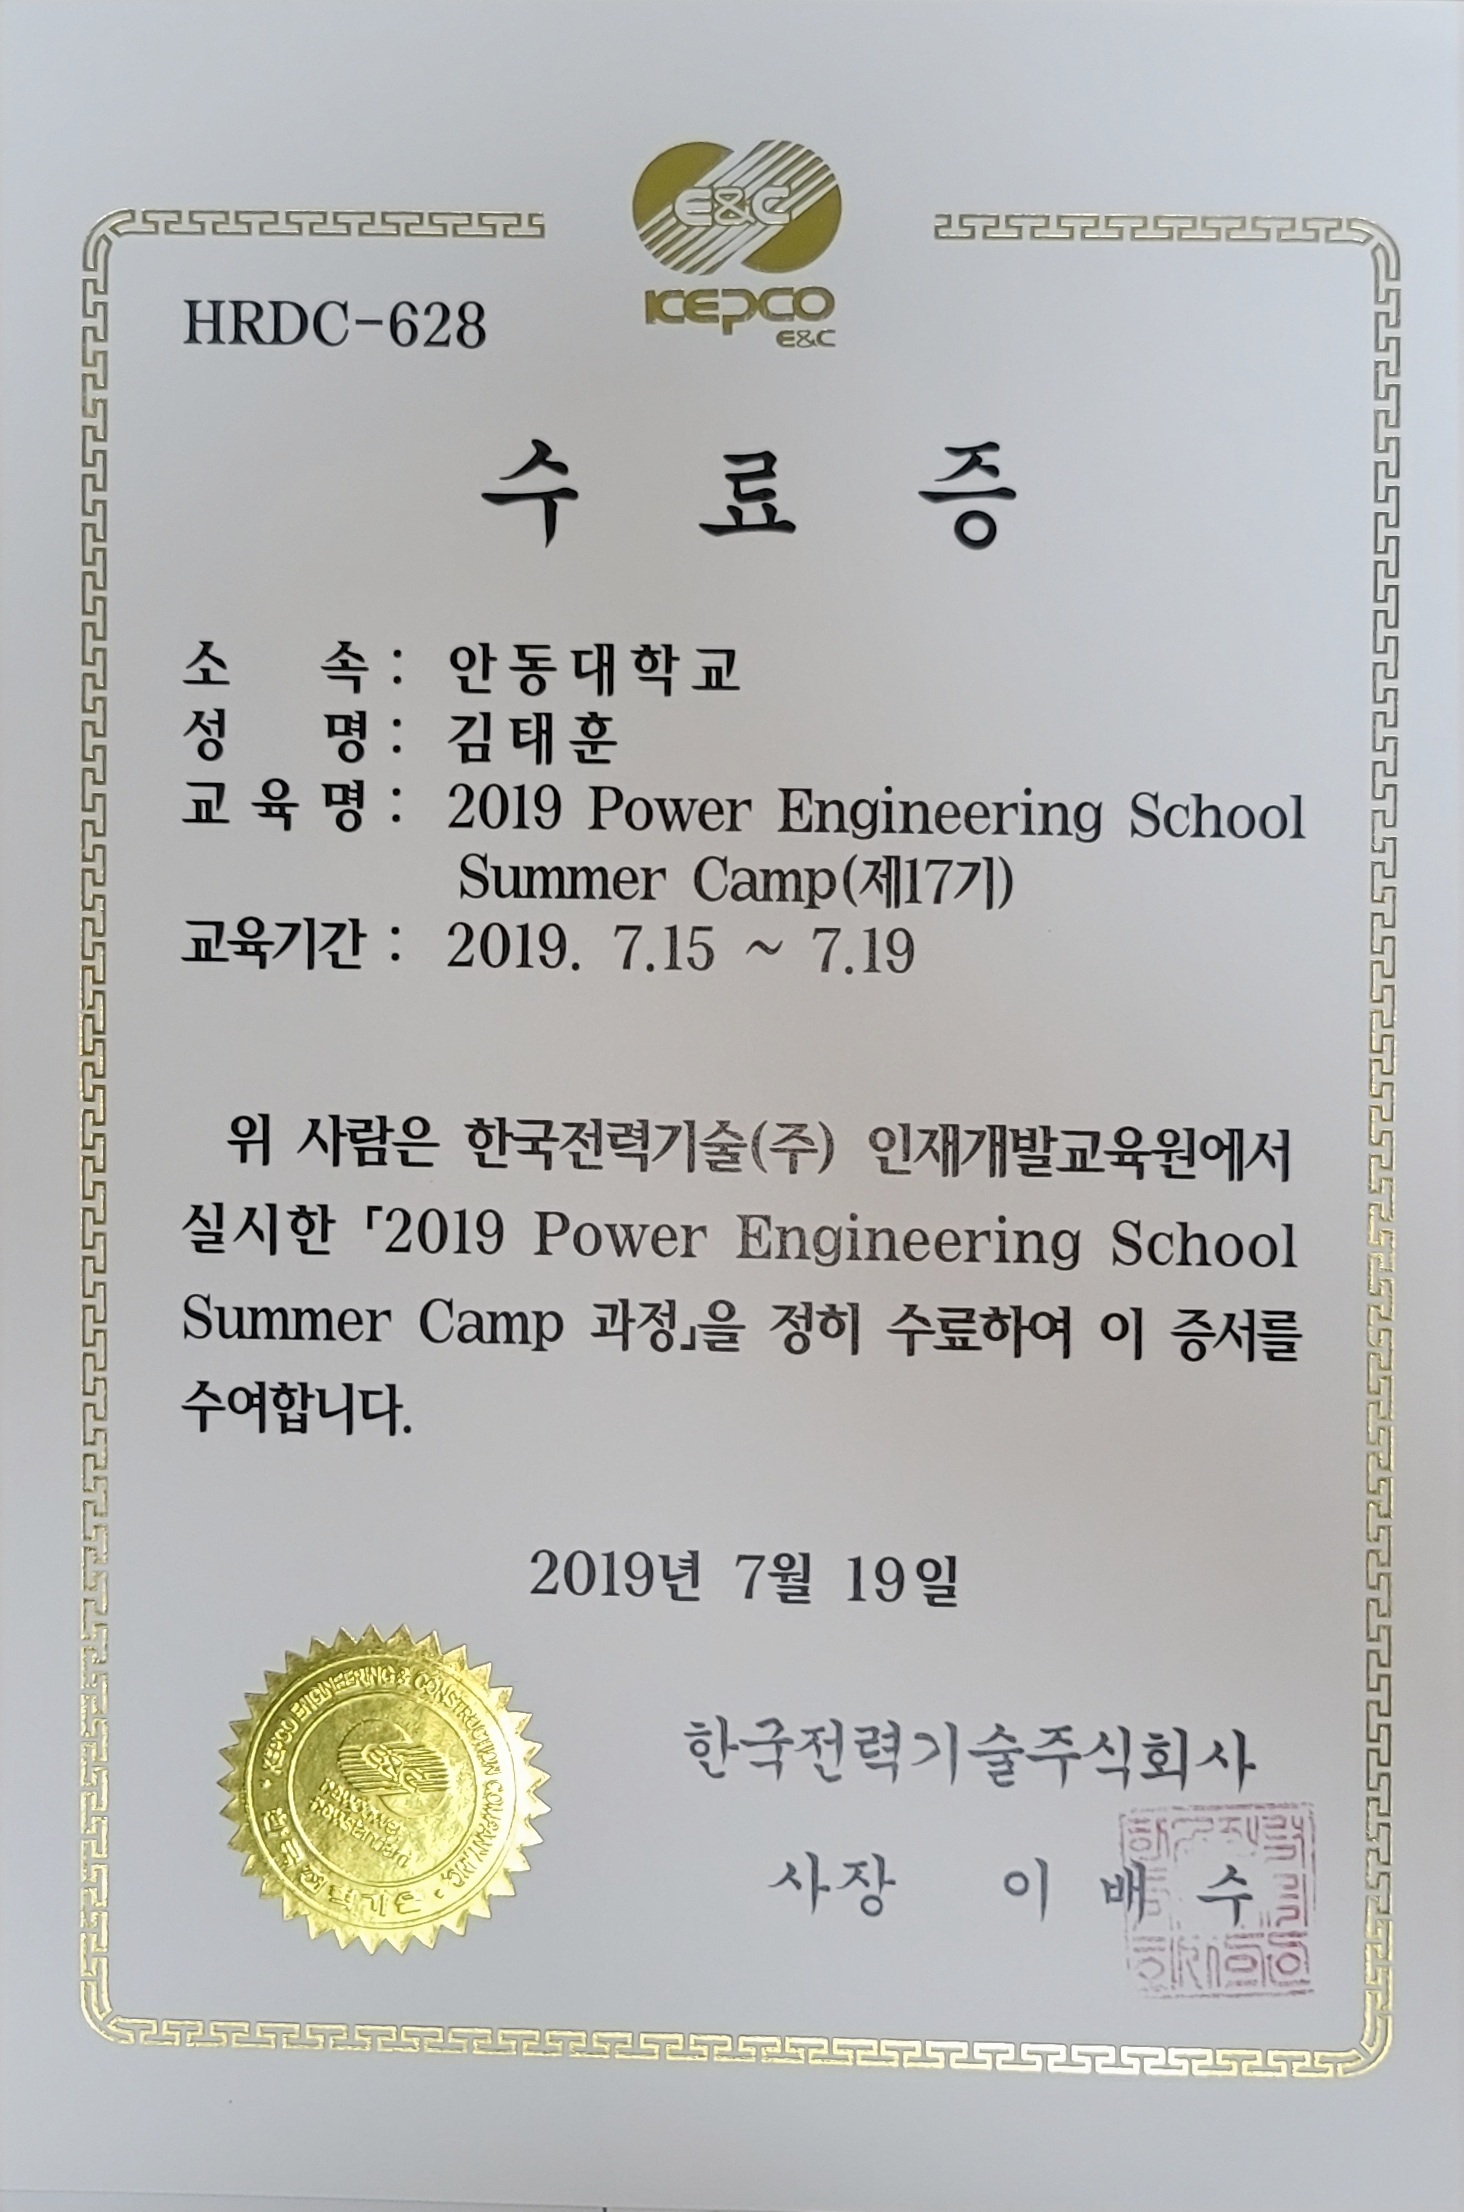 E&C
KEPCO
E&C
HRDC-628
수 료 증
소 속 : 안동대학교
성 명 : 김태훈
교 육 명 : 2019 Power Engineering School
Summer Camp(제17기)
교육기간 : 2019. 7.15 ~ 7.19
위 사람은 한국전력기술(주) 인재개발교육원에서
실시한 「2019 Power Engineering School
Summer Camp 과정」을 정히 수료하여 이 증서를
수여합니다.
2019년 7월 19일
KEPCO ENGINEERING & CONSTRUCTION COMPANY, INC.
한국전력기술주식회사
사장 이 배 수